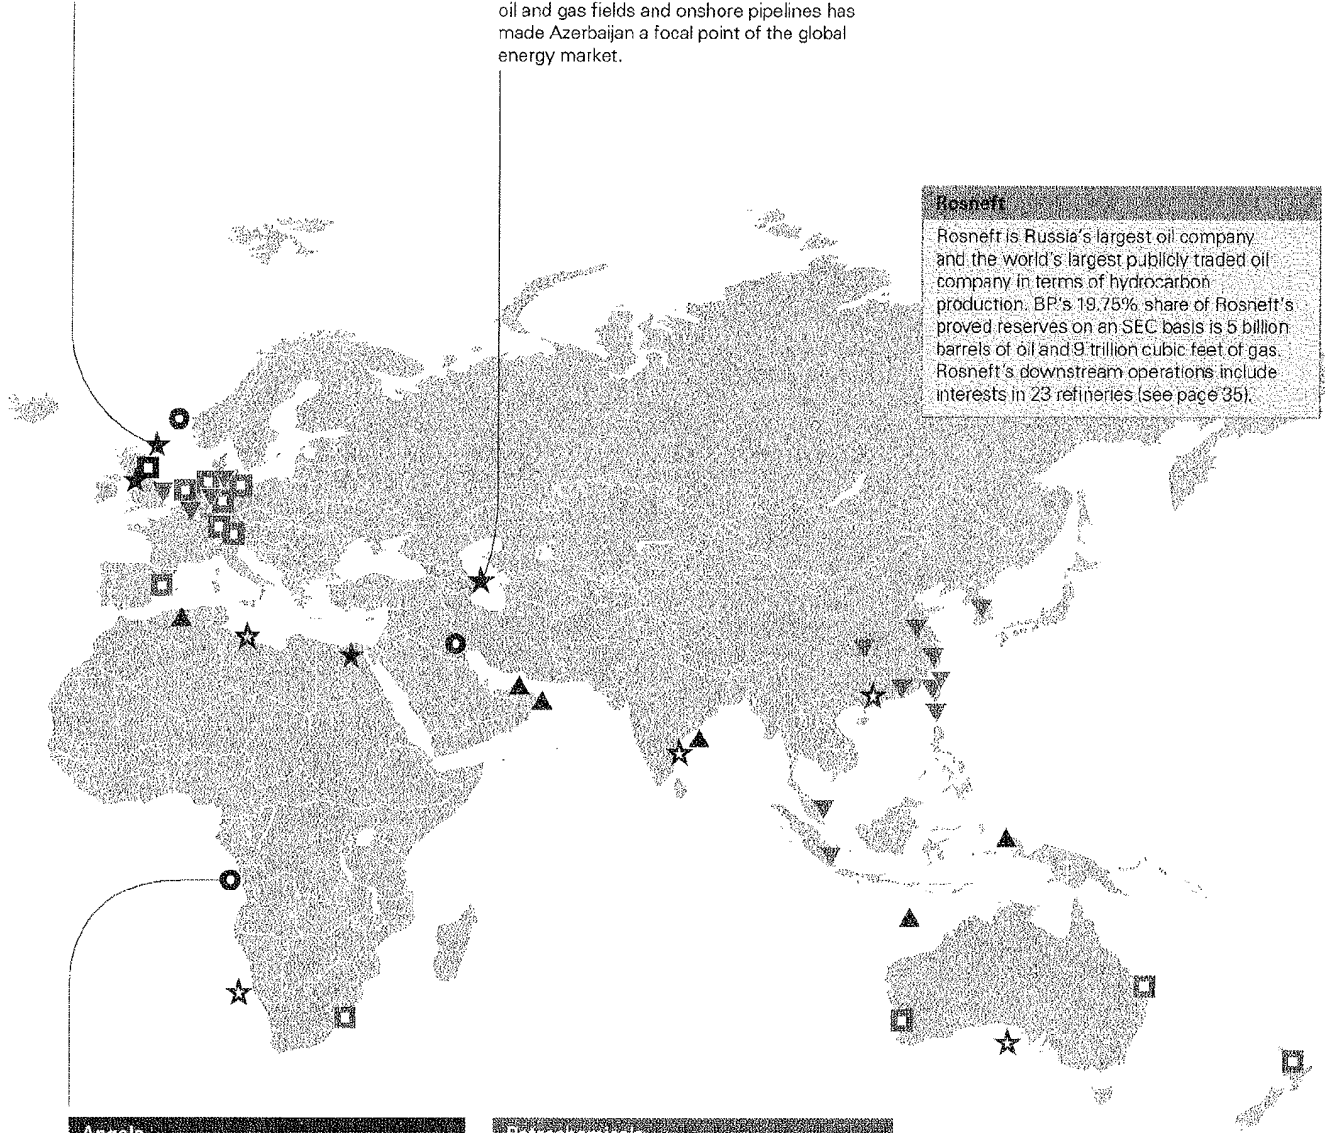 oil and gas fields and onshore pipelines has
made Azerbaijan a focal point of the global
energy market.
Rosneft
Rosneft is Russia's largest oil company
and the world's largest publicly traded oil
company in terms of hydrocarbon
production. BP's 19.75% share of Rosneft's
proved reserves on an SEC basis is 5 billion
barrels of oil and 9 trillion cubic feet of gas.
Rosneft's downstream operations include
interests in 23 refineries (see page 35).
Angola